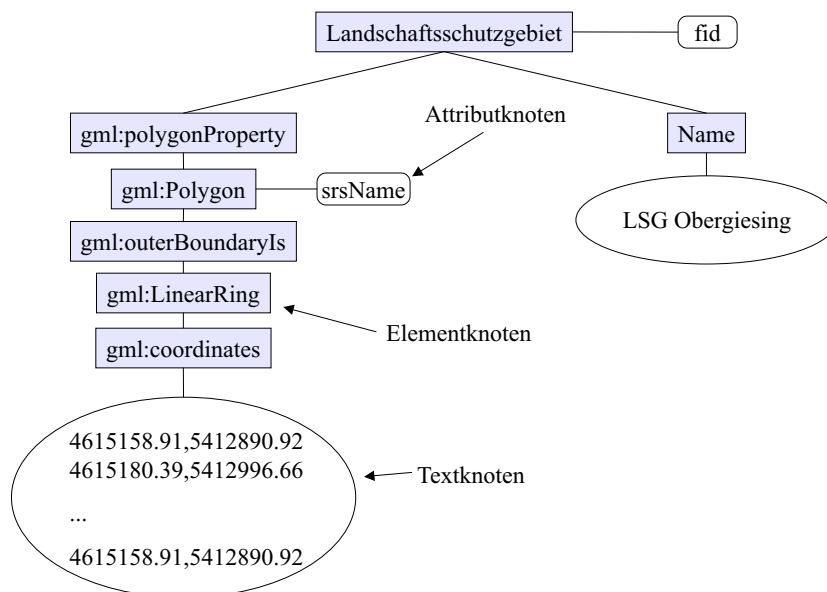 Landschaftsschutzgebiet
fid
gml:polygonProperty
Attributknoten
Name
gml:Polygon
srsName
LSG Obergiesing
gml:outerBoundaryIs
gml:LinearRing
Elementknoten
gml:coordinates
4615158.91,5412890.92
4615180.39,5412996.66
Textknoten
...
4615158.91,5412890.92